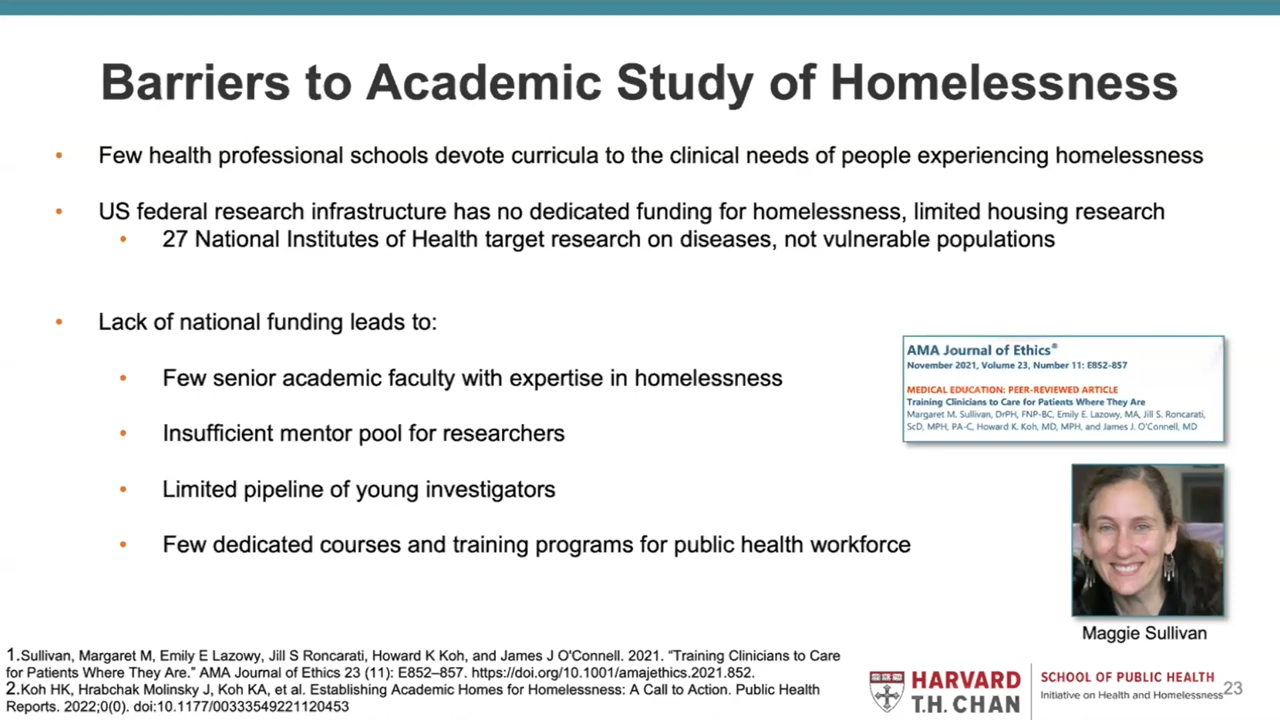 Barriers to Academic Study of Homelessness
• Few health professional schools devote curricula to the clinical needs of people experiencing homelessness
• US federal research infrastructure has no dedicated funding for homelessness, limited housing research
• 27 National Institutes of Health target research on diseases, not vulnerable populations
• Lack of national funding leads to:
• Few senior academic faculty with expertise in homelessness
• Insufficient mentor pool for researchers
• Limited pipeline of young investigators
• Few dedicated courses and training programs for public health workforce
AMA Journal of Ethics®
November 2021, Volume 23, Number 11: E852-857
MEDICAL EDUCATION: PEER-REVIEWED ARTICLE
Training Clinicians to Care for Patients Where They Are
Margaret M. Sullivan, DrPH, FNP-BC, Emily E. Lazowy, MA, Jill S. Roncarati,
ScD, MPH, PA-C, Howard K. Koh, MD, MPH, and James J. O'Connell, MD
Maggie Sullivan
1.Sullivan, Margaret M, Emily E Lazowy, Jill S Roncarati, Howard K Koh, and James J O'Connell. 2021. “Training Clinicians to Care
for Patients Where They Are.” AMA Journal of Ethics 23 (11): E852–857. https://doi.org/10.1001/amajethics.2021.852.
2.Koh HK, Hrabchak Molinsky J, Koh KA, et al. Establishing Academic Homes for Homelessness: A Call to Action. Public Health
Reports. 2022;0(0). doi:10.1177/00333549221120453
HARVARD
T.H. CHAN
SCHOOL OF PUBLIC HEALTH
Initiative on Health and Homelessness
23